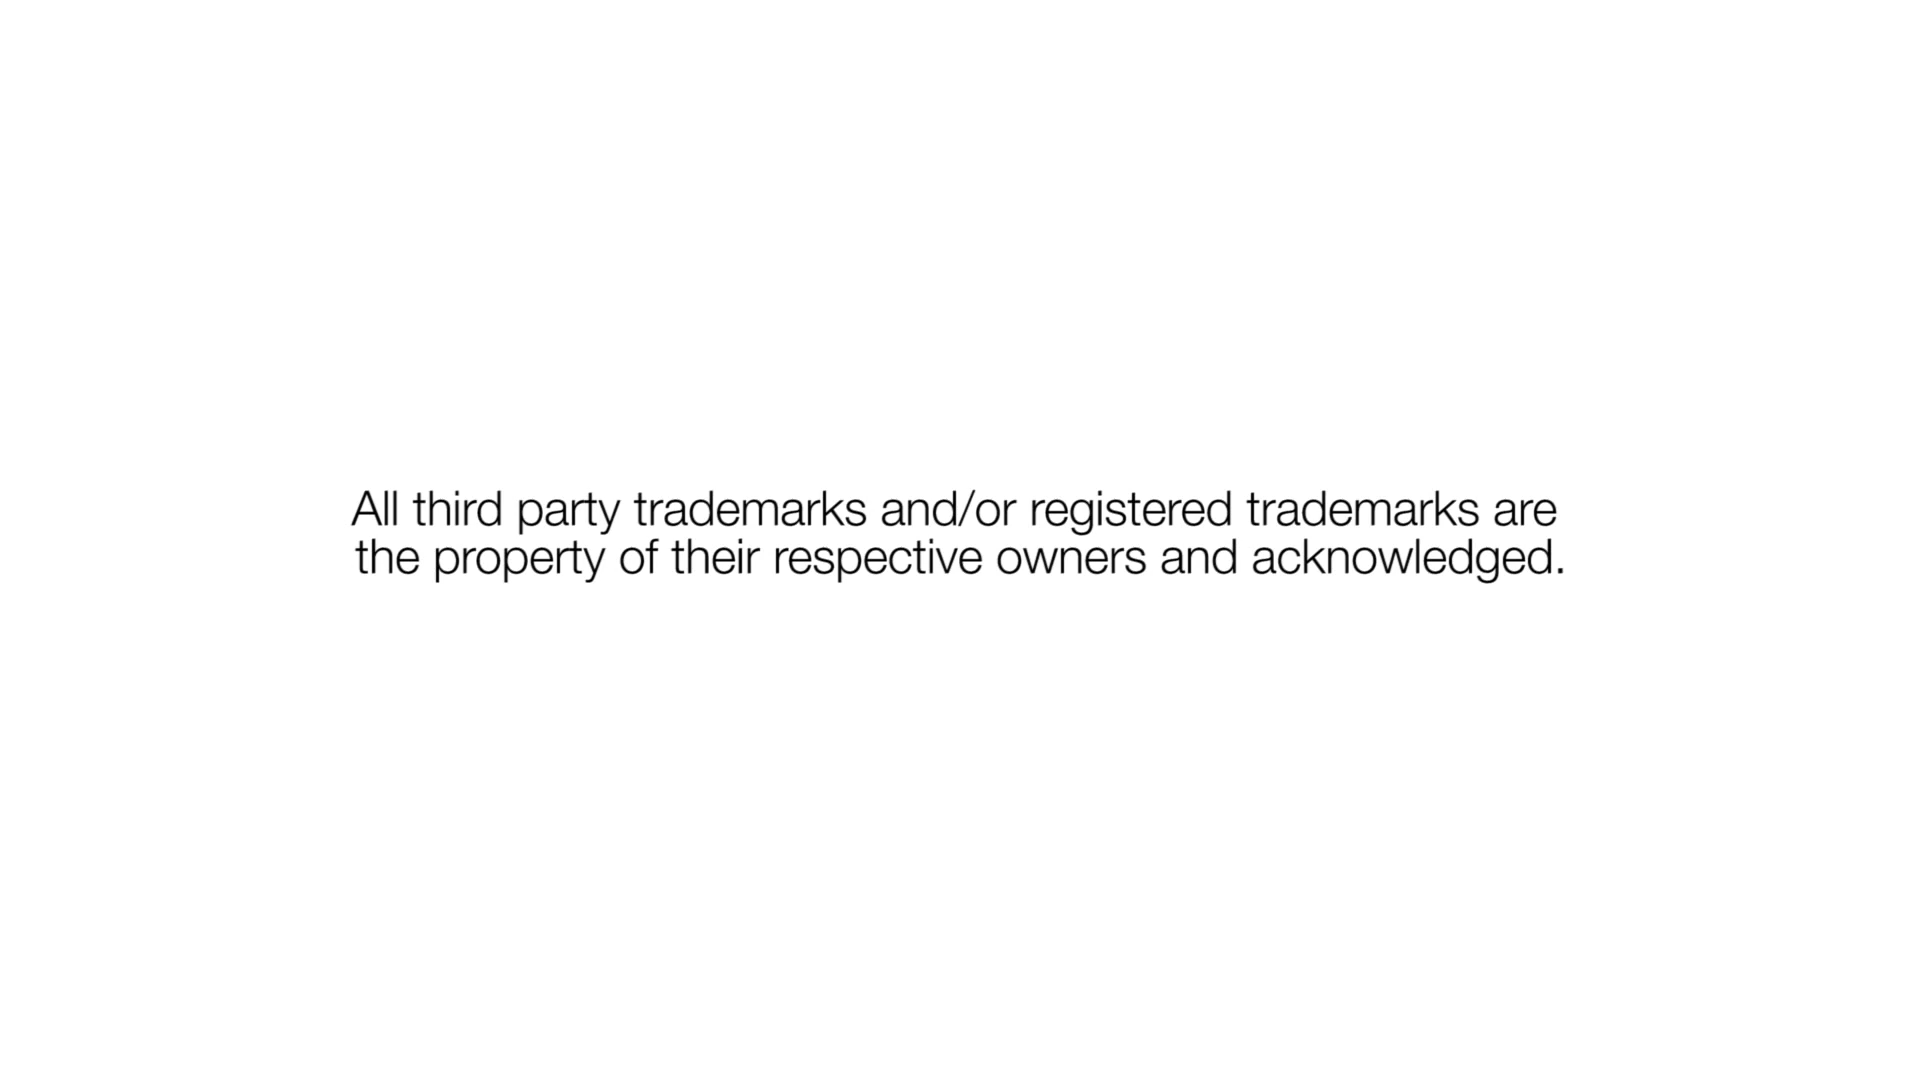 All third party trademarks and/or registered trademarks are
the property of their respective owners and acknowledged.